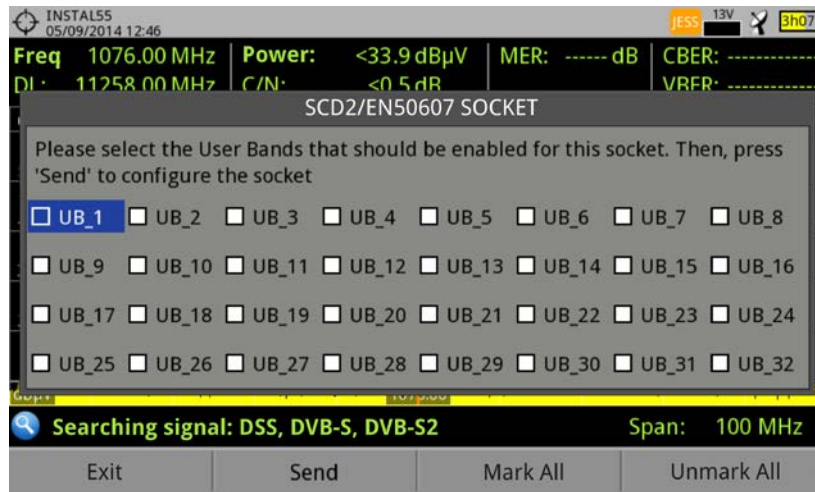 INSTAL55
05/09/2014 12:46
JESS 13V 3h07
Freq 1076.00 MHz Power: <33.9 dBµV MER: ------ dB CBER: ------------
DL: 11258.00 MHz C/N: <0.5 dB VBER: ------------
SCD2/EN50607 SOCKET
Please select the User Bands that should be enabled for this socket. Then, press
'Send' to configure the socket
UB_1 UB_2 UB_3 UB_4 UB_5 UB_6 UB_7 UB_8
UB_9 UB_10 UB_11 UB_12 UB_13 UB_14 UB_15 UB_16
UB_17 UB_18 UB_19 UB_20 UB_21 UB_22 UB_23 UB_24
UB_25 UB_26 UB_27 UB_28 UB_29 UB_30 UB_31 UB_32
dBµV 1076.00
Searching signal: DSS, DVB-S, DVB-S2 Span: 100 MHz
Exit Send Mark All Unmark All